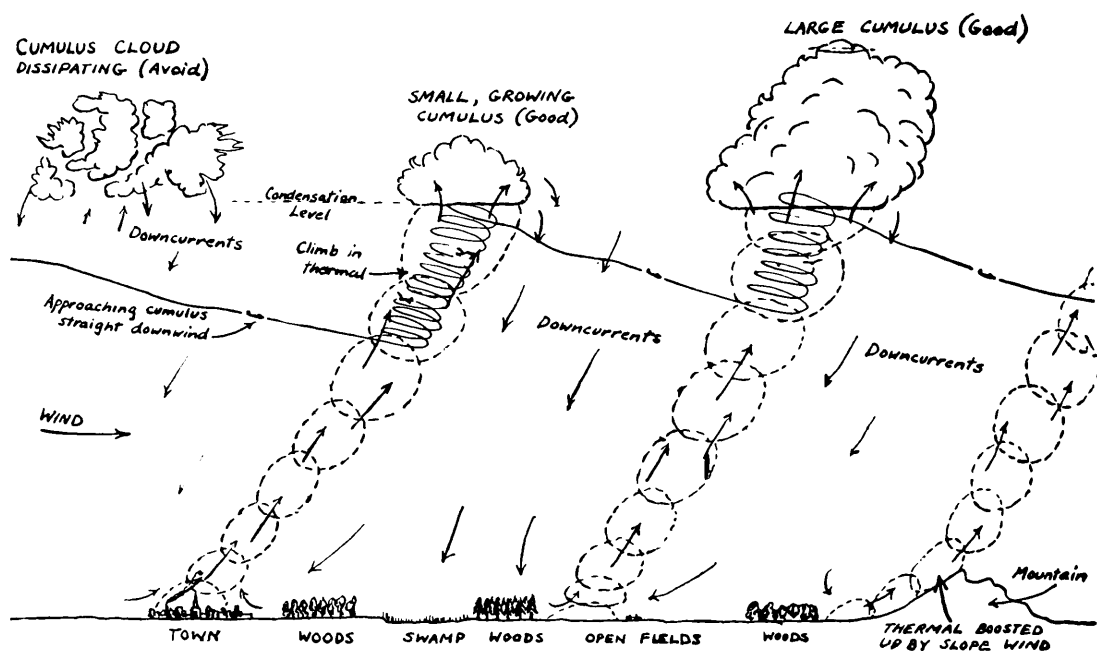 LARGE CUMULUS (Good)
CUMULUS CLOUD
DISSIPATING (Avoid)
SMALL, GROWING
CUMULUS (Good)
Condensation
Level
Downcurrents
Climb in
thermal
Approaching cumulus
straight downwind
Downcurrents
Downcurrents
WIND
Mountain
TOWN
WOODS
SWAMP
WOODS
OPEN FIELDS
WOODS
THERMAL BOOSTED
UP BY SLOPE WIND